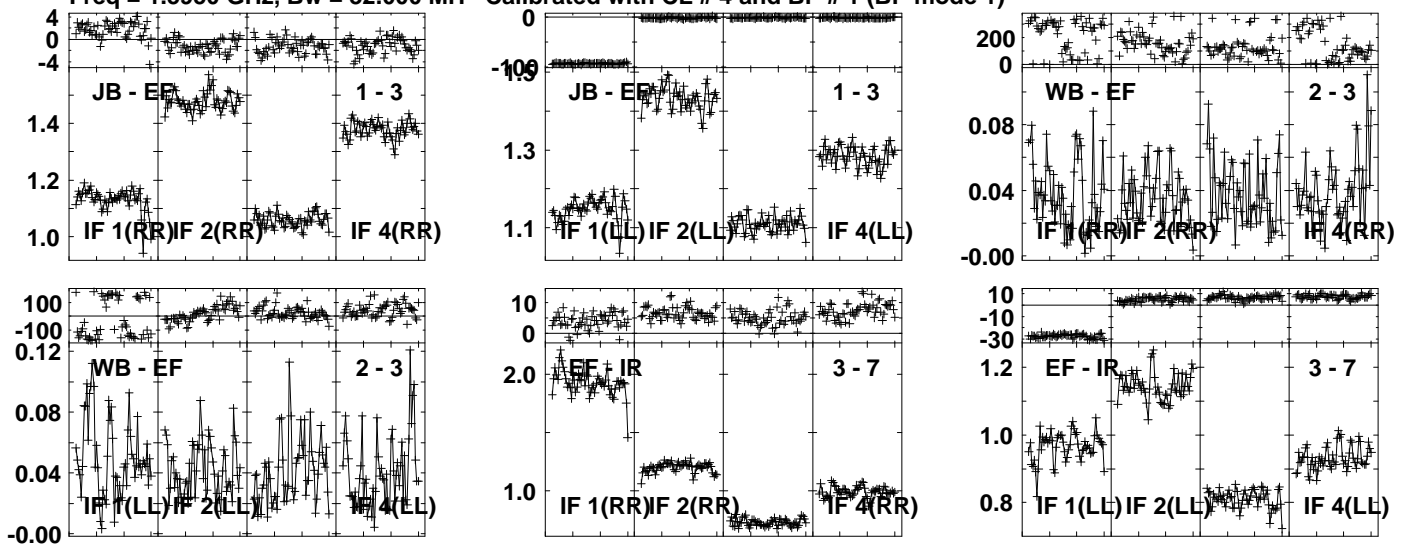 Freq = GHz, Bw = 32.000 MH Calibrated with CL # 4 and BP # 1 (BP mode 1)
4
0
-4
JB - EF 1 - 3
1.4
1.2
1.0
IF 1(RR) IF 2(RR) IF 4(RR)
0
-100
1.5
JB - EF 1 - 3
1.3
1.1
IF 1(LL) IF 2(LL) IF 4(LL)
200
0
WB - EF 2 - 3
0.08
0.04
-0.00
IF 1(RR) IF 2(RR) IF 4(RR)
100
-100
0.12
WB - EF 2 - 3
0.08
0.04
-0.00
IF 1(LL) IF 2(LL) IF 4(LL)
10
0
2.0
EF - IR 3 - 7
1.0
IF 1(RR) IF 2(RR) IF 4(RR)
10
-10
-30
1.2
EF - IR 3 - 7
1.0
0.8
IF 1(LL) IF 2(LL) IF 4(LL)